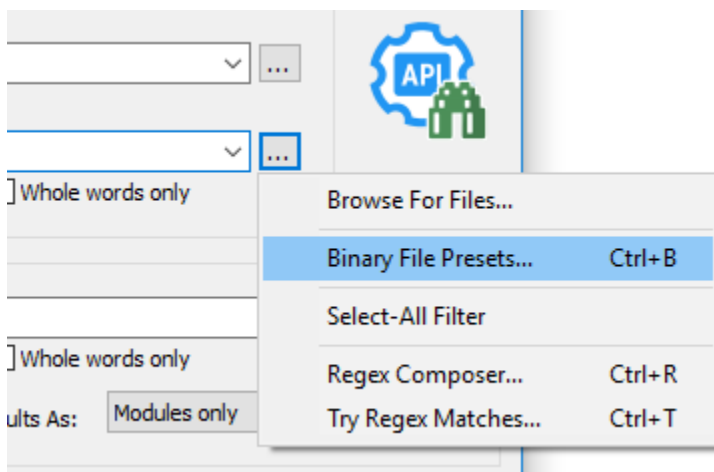 ...
API
...
Whole words only
Browse For Files...
Binary File Presets... Ctrl+B
Select-All Filter
Whole words only
Regex Composer... Ctrl+R
ults As: Modules only
Try Regex Matches... Ctrl+T